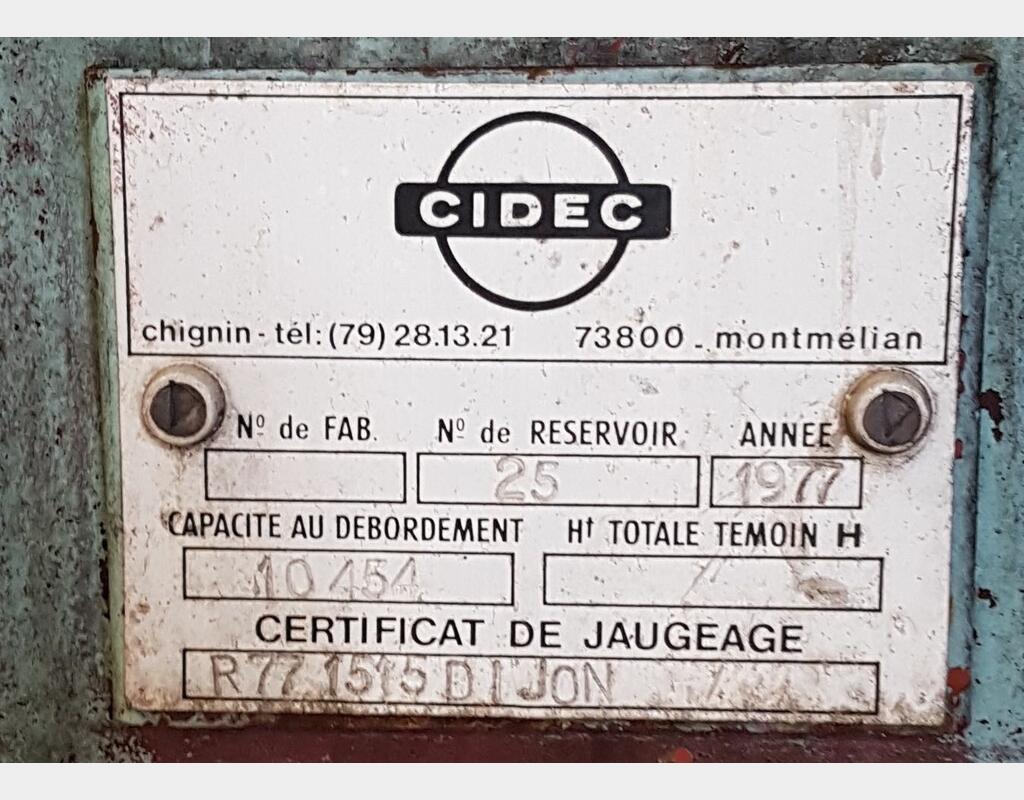 CIDEC
chignin - tél: (79) 28.13.21 73800 - montmélian
Nº de FAB. Nº de RESERVOIR ANNEE
25 1977
CAPACITE AU DEBORDEMENT Hᵗ TOTALE TEMOIN H
10 454 /
CERTIFICAT DE JAUGEAGE
R 77 1515 DIJON